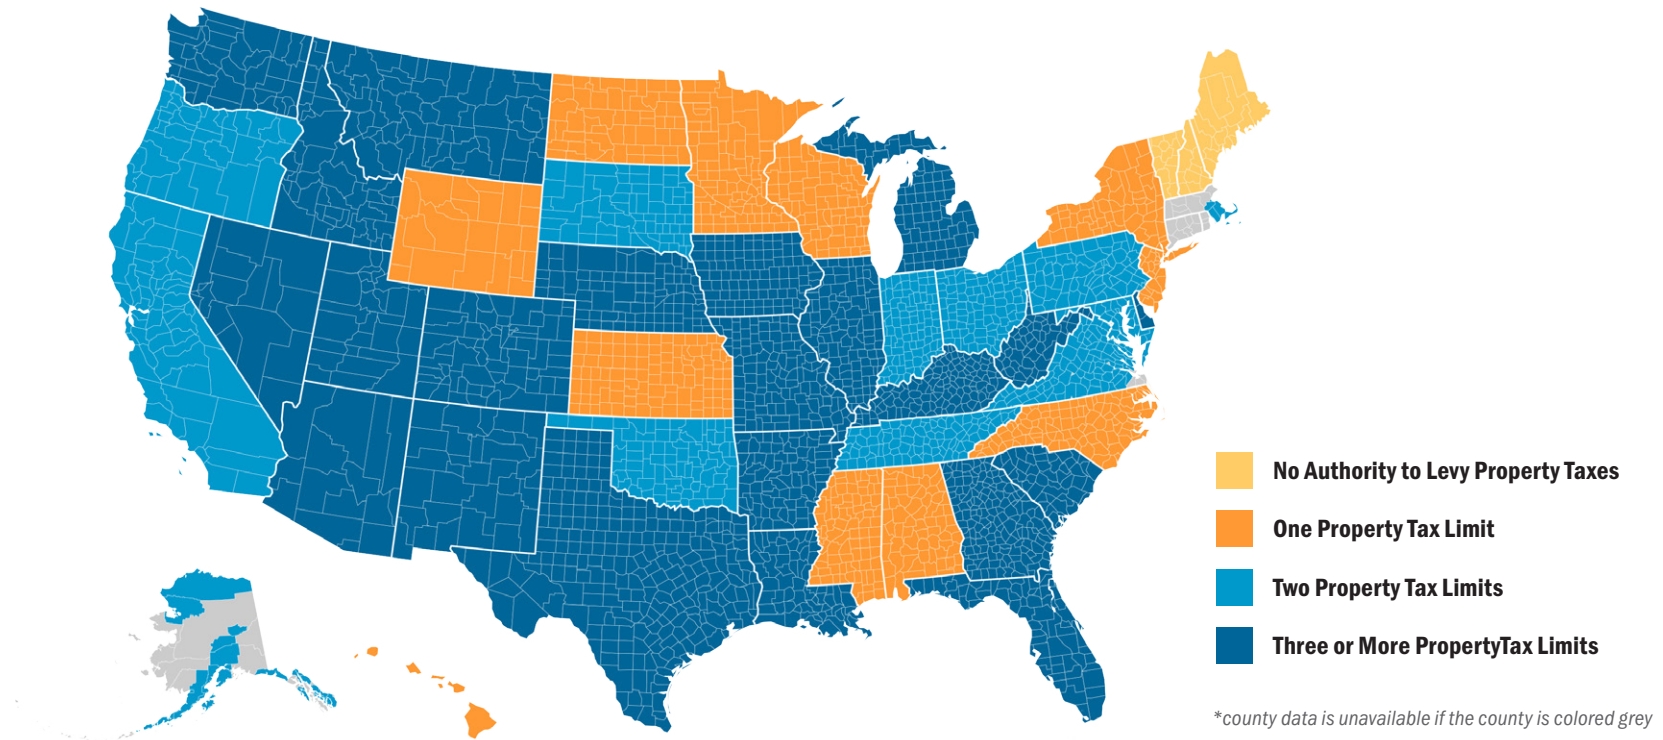 No Authority to Levy Property Taxes
One Property Tax Limit
Two Property Tax Limits
Three or More PropertyTax Limits
*county data is unavailable if the county is colored grey